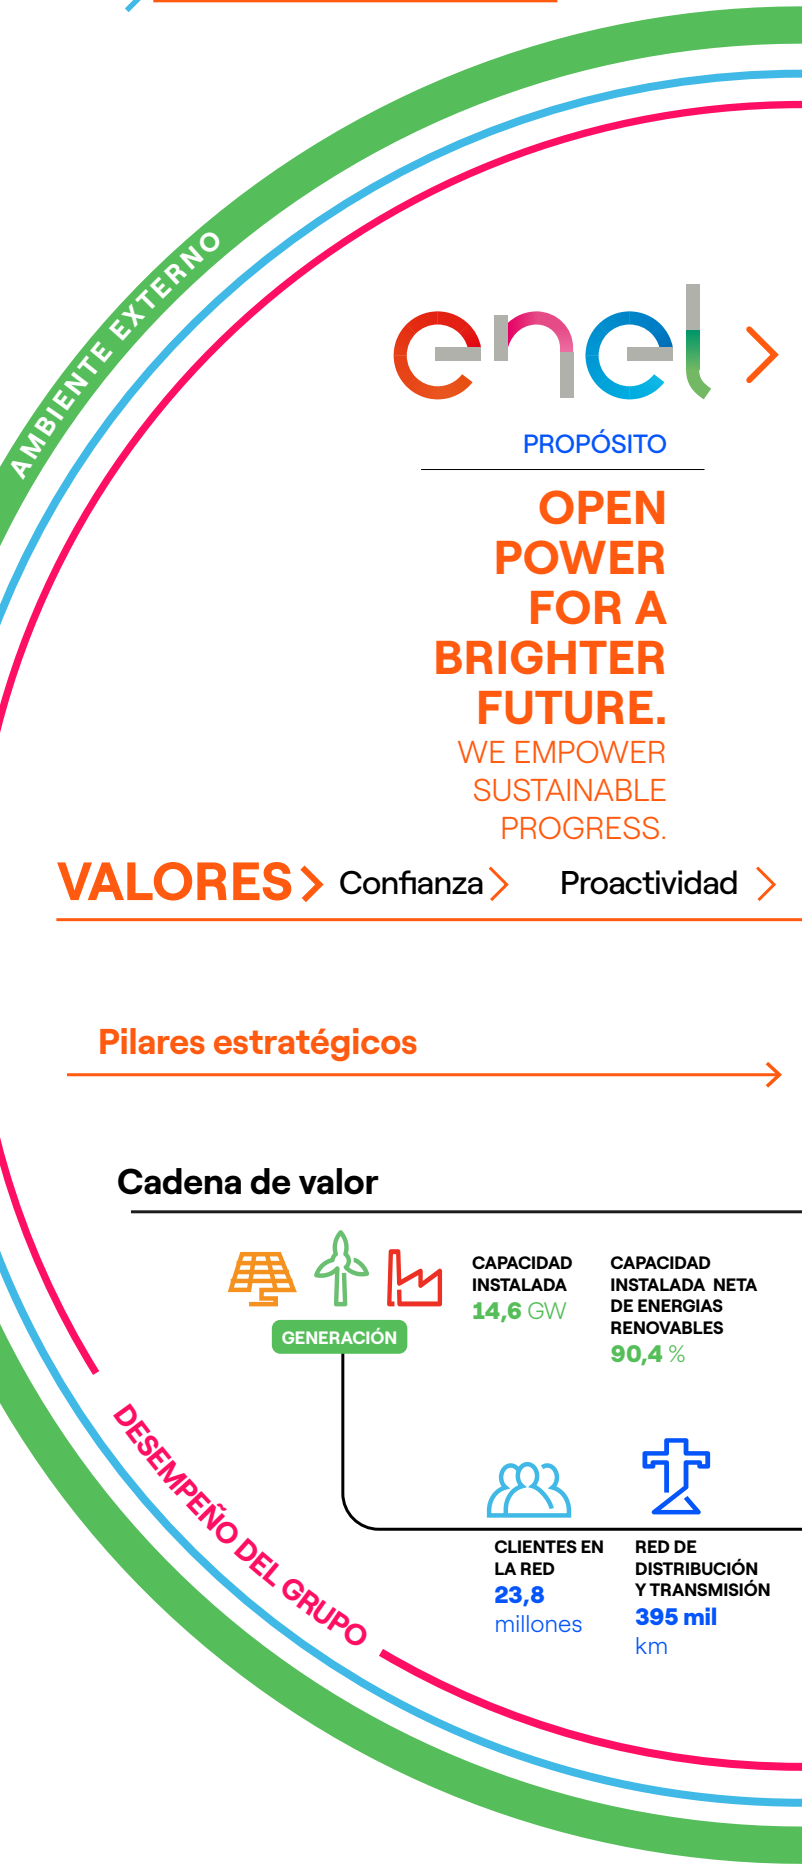 AMBIENTE EXTERNO
enel
PROPÓSITO
OPEN
POWER
FOR A
BRIGHTER
FUTURE.
WE EMPOWER
SUSTAINABLE
PROGRESS.
VALORES Confianza Proactividad
Pilares estratégicos
Cadena de valor
GENERACIÓN
CAPACIDAD
INSTALADA
14,6 GW
CAPACIDAD
INSTALADA NETA
DE ENERGIAS
RENOVABLES
90,4 %
CLIENTES EN
LA RED
23,8
millones
RED DE
DISTRIBUCIÓN
Y TRANSMISIÓN
395 mil
km
DESEMPEÑO DEL GRUPO